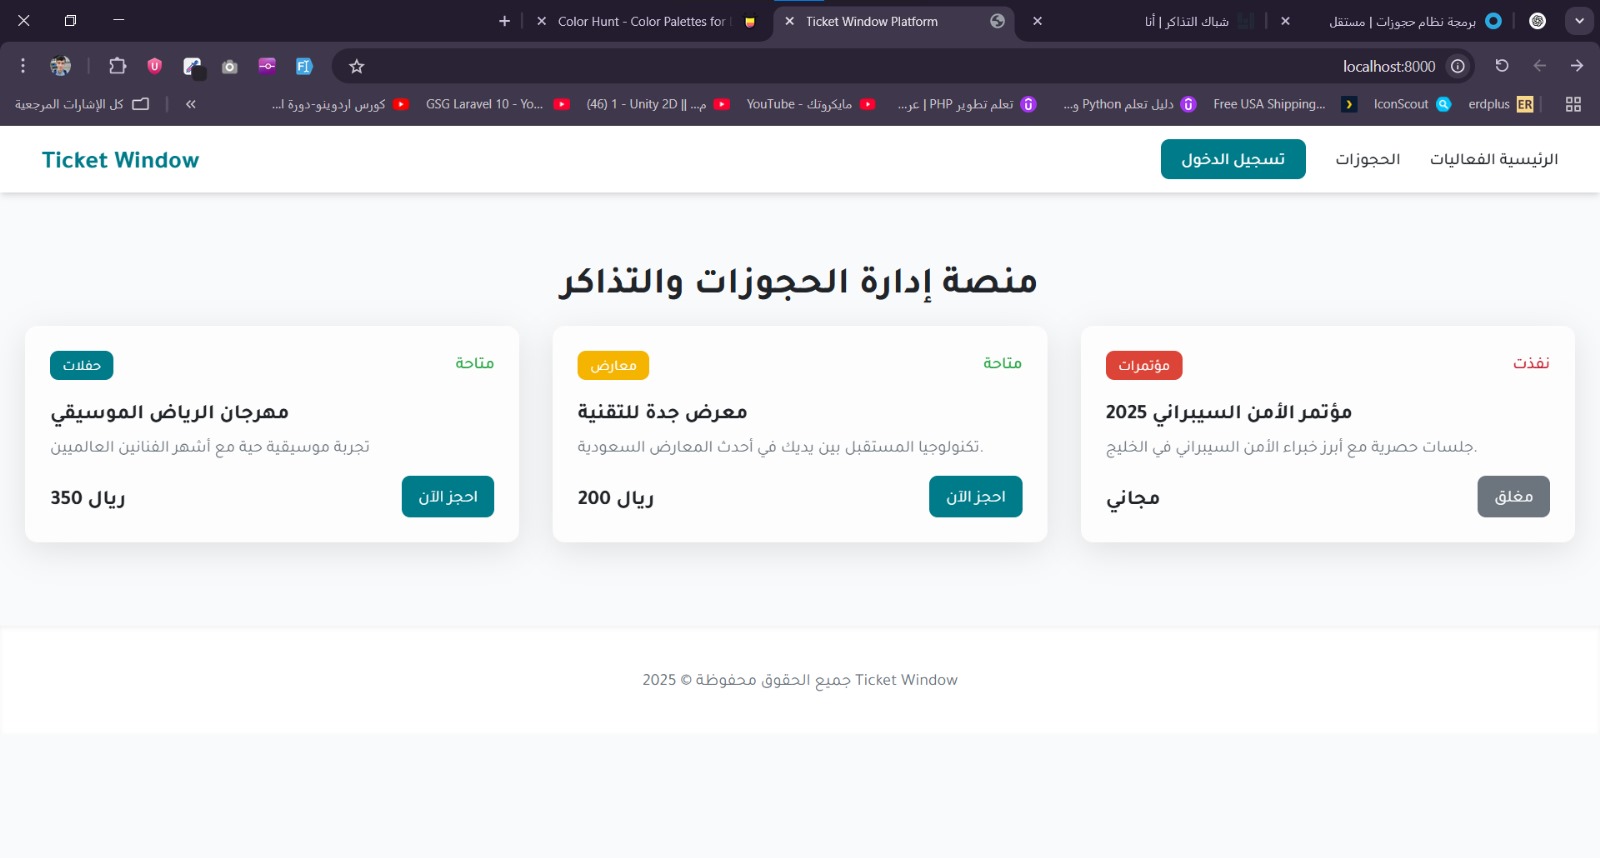 Color Hunt - Color Palettes for
Ticket Window Platform
شباك التذاكر | أنا
برمجة نظام حجوزات | مستقل
localhost:8000
كل الإشارات المرجعية
كورس اردوينو-دورة ا...
GSG Laravel 10 - Yo...
(46) 1 - Unity 2D || م...
مايكروتك - YouTube
تعلم تطوير PHP | عر...
دليل تعلم Python و...
Free USA Shipping...
IconScout
erdplus
Ticket Window
الرئيسية الفعاليات
الحجوزات
تسجيل الدخول
منصة إدارة الحجوزات والتذاكر
حفلات
متاحة
مهرجان الرياض الموسيقي
تجربة موسيقية حية مع أشهر الفنانين العالميين
350 ريال
احجز الآن
معارض
متاحة
معرض جدة للتقنية
تكنولوجيا المستقبل بين يديك في أحدث المعارض السعودية.
200 ريال
احجز الآن
مؤتمرات
نفذت
مؤتمر الأمن السيبراني 2025
جلسات حصرية مع أبرز خبراء الأمن السيبراني في الخليج.
مجاني
مغلق
جميع الحقوق محفوظة © 2025 Ticket Window